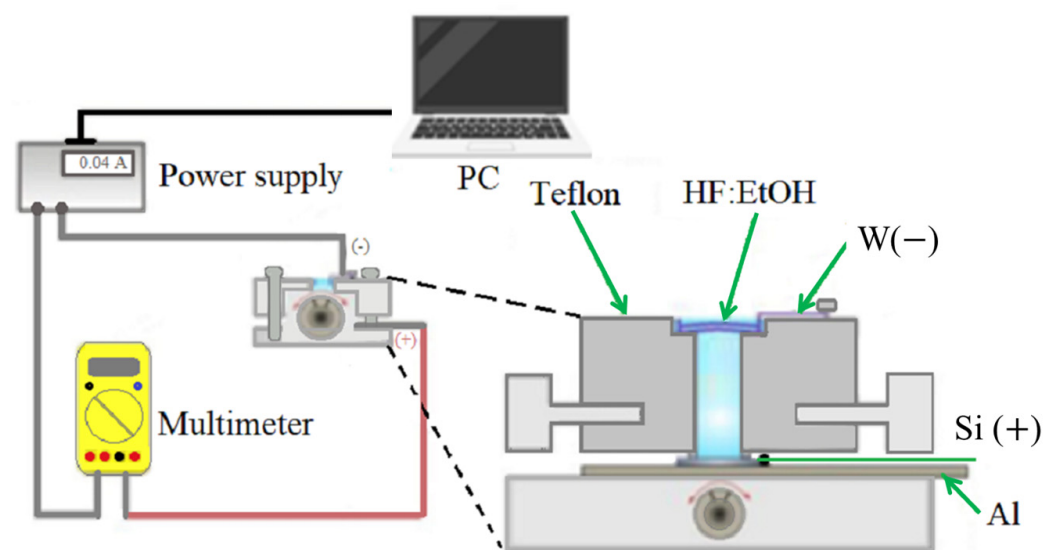 0.04 A
Power supply
PC
Teflon
HF:EtOH
W(−)
(-)
(+)
Multimeter
Si (+)
Al